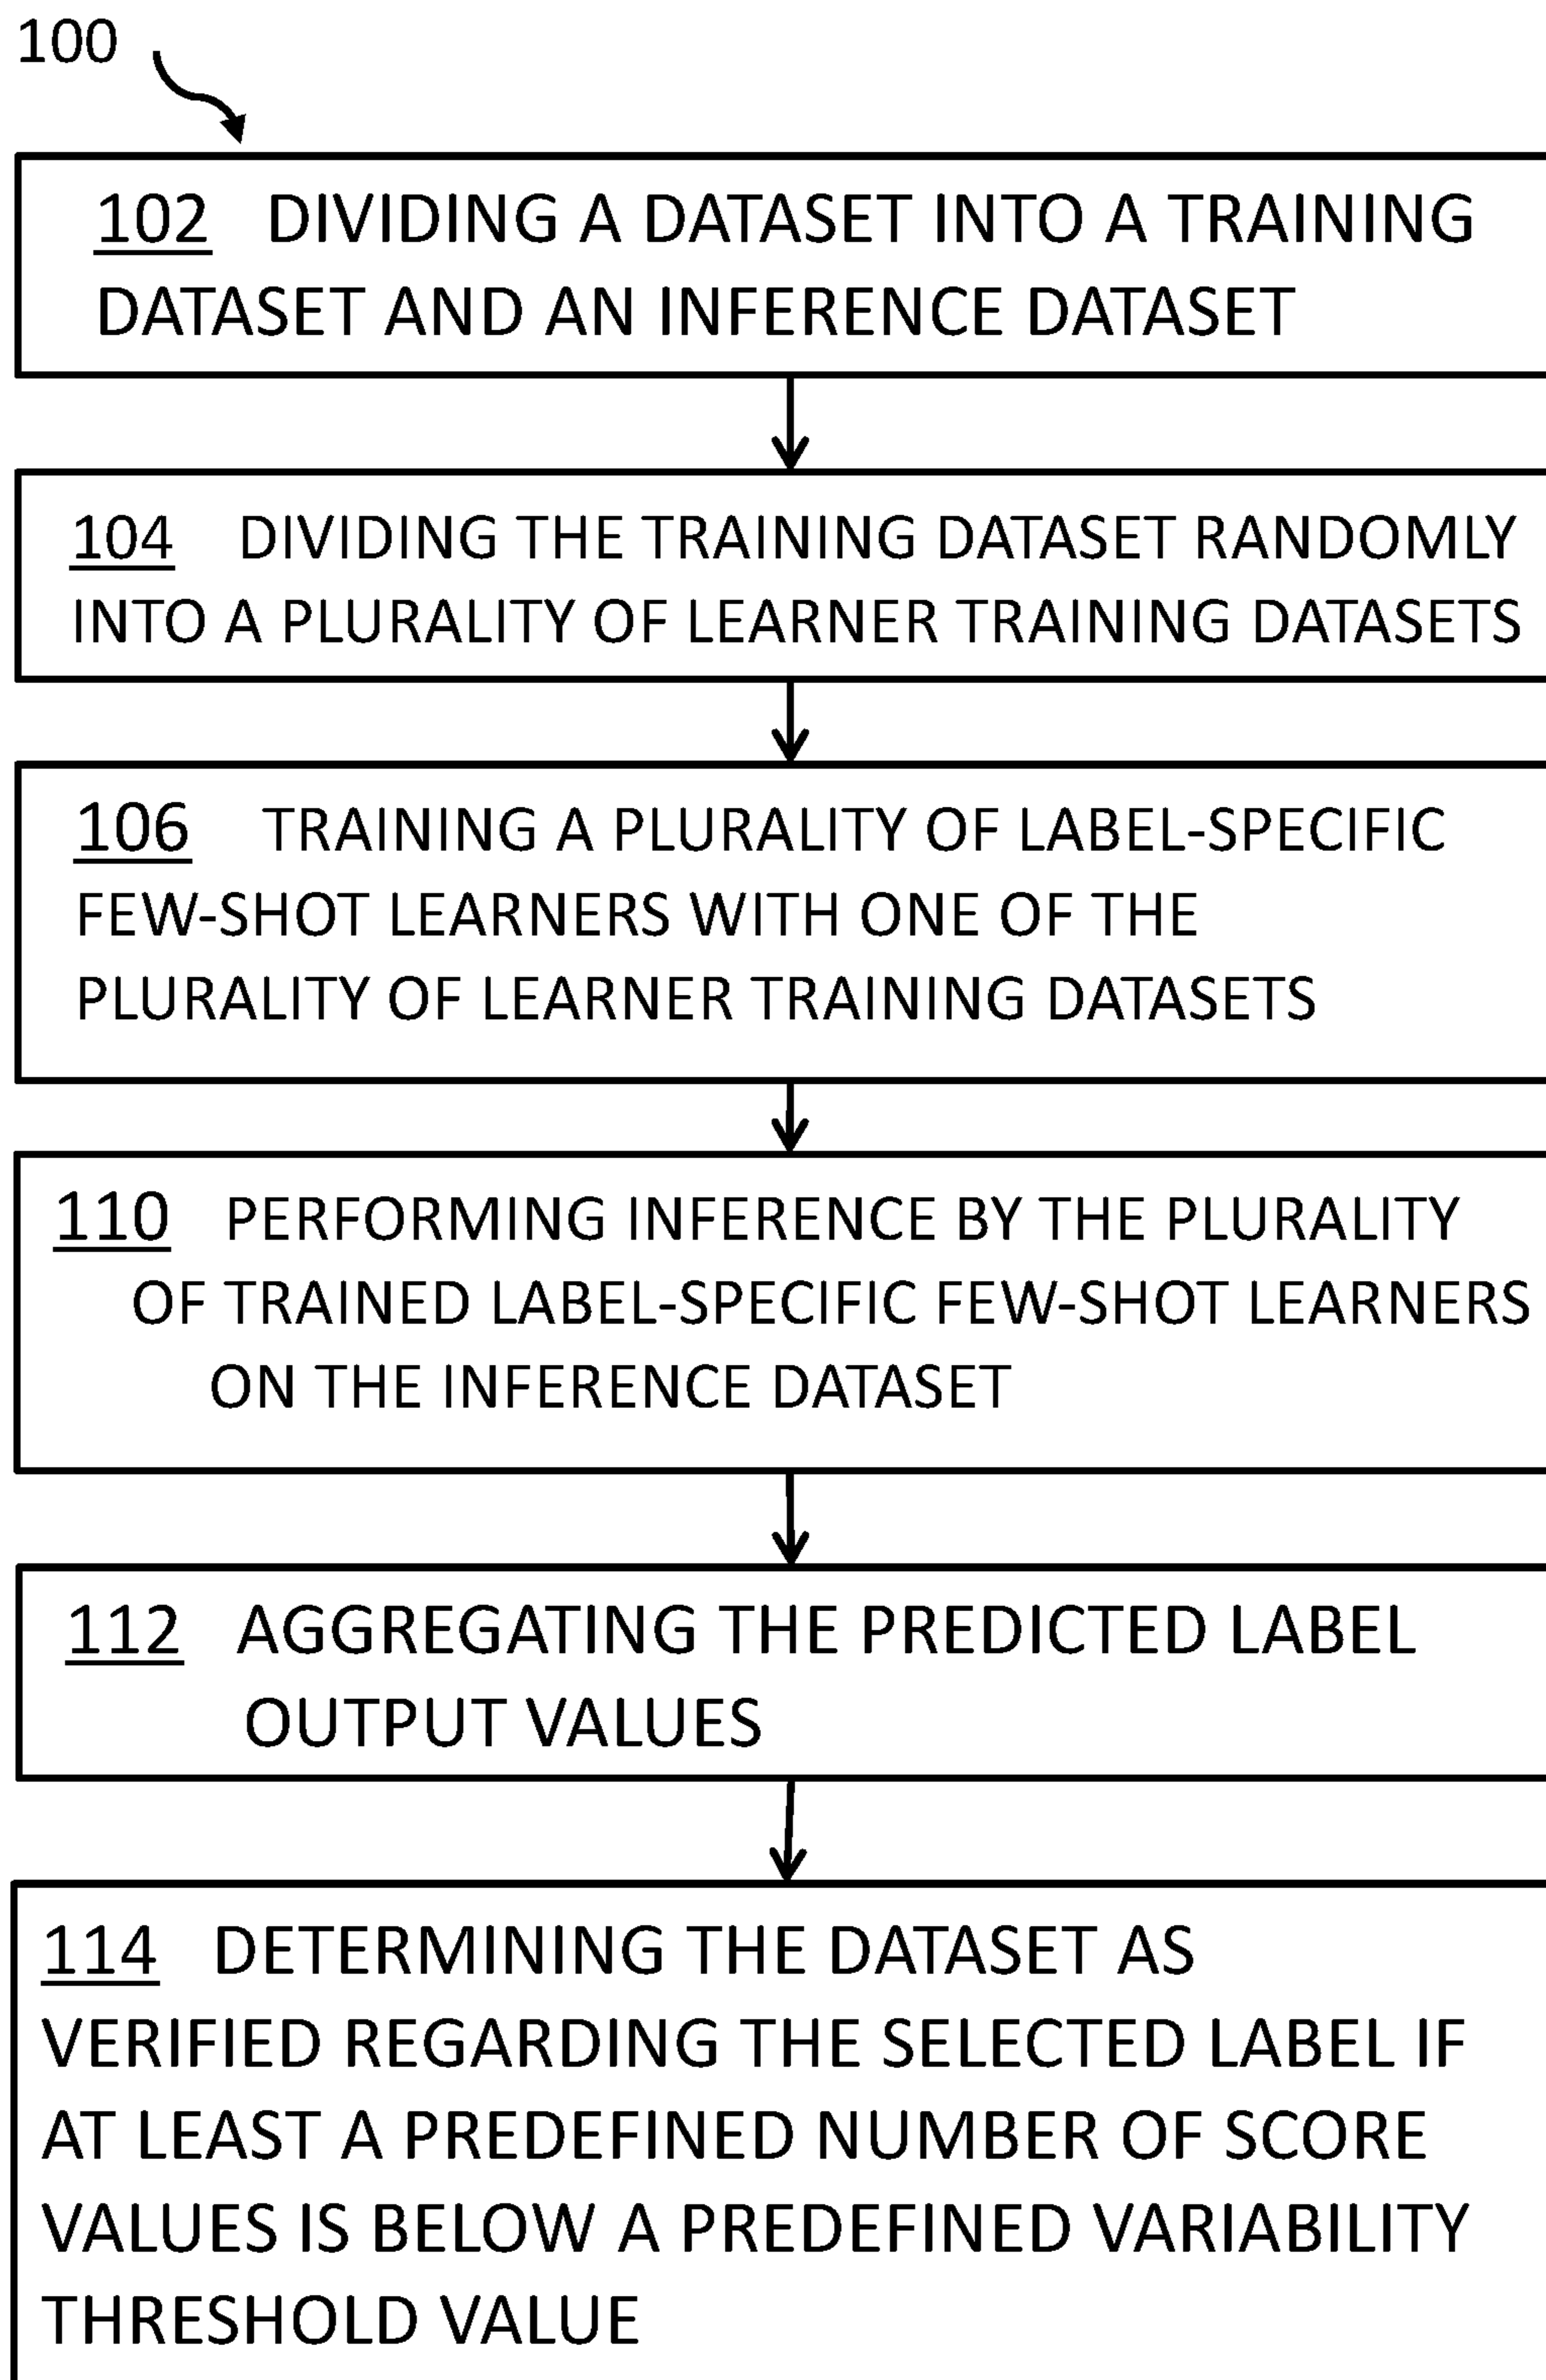 100
102 DIVIDING A DATASET INTO A TRAINING
DATASET AND AN INFERENCE DATASET
104 DIVIDING THE TRAINING DATASET RANDOMLY
INTO A PLURALITY OF LEARNER TRAINING DATASETS
106 TRAINING A PLURALITY OF LABEL-SPECIFIC
FEW-SHOT LEARNERS WITH ONE OF THE
PLURALITY OF LEARNER TRAINING DATASETS
110 PERFORMING INFERENCE BY THE PLURALITY
OF TRAINED LABEL-SPECIFIC FEW-SHOT LEARNERS
ON THE INFERENCE DATASET
112 AGGREGATING THE PREDICTED LABEL
OUTPUT VALUES
114 DETERMINING THE DATASET AS
VERIFIED REGARDING THE SELECTED LABEL IF
AT LEAST A PREDEFINED NUMBER OF SCORE
VALUES IS BELOW A PREDEFINED VARIABILITY
THRESHOLD VALUE